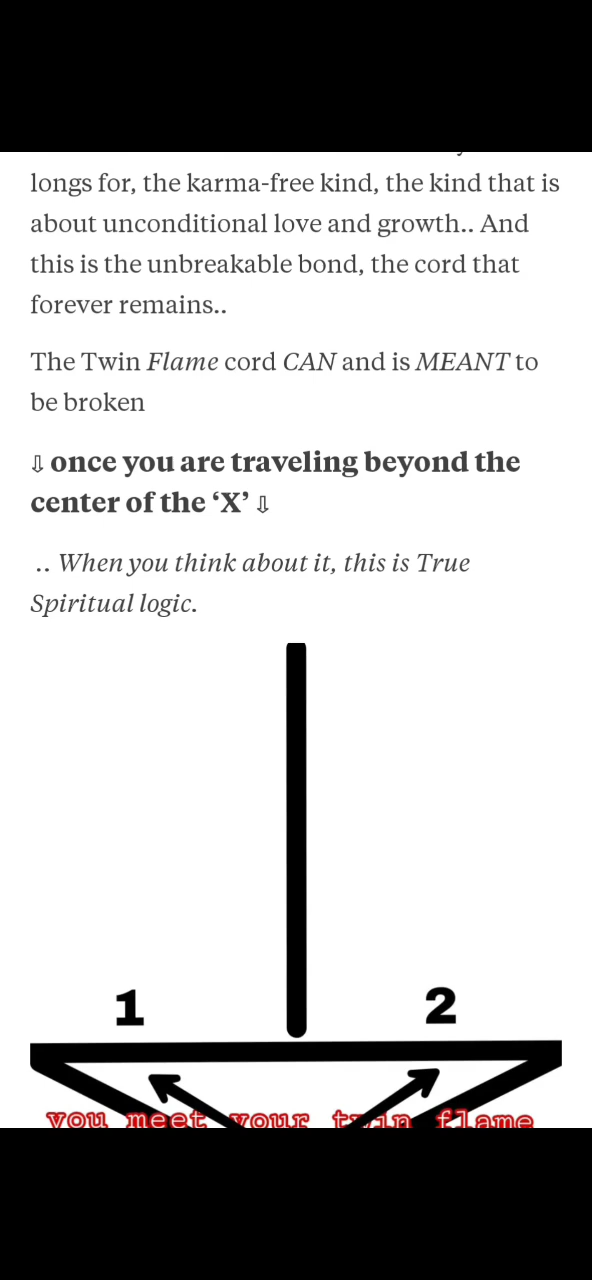 longs for, the karma-free kind, the kind that is
about unconditional love and growth.. And
this is the unbreakable bond, the cord that
forever remains..
The Twin Flame cord CAN and is MEANT to
be broken
⇩ once you are traveling beyond the
center of the ‘X’ ⇩
.. When you think about it, this is True
Spiritual logic.
1 2
you meet your twin flame